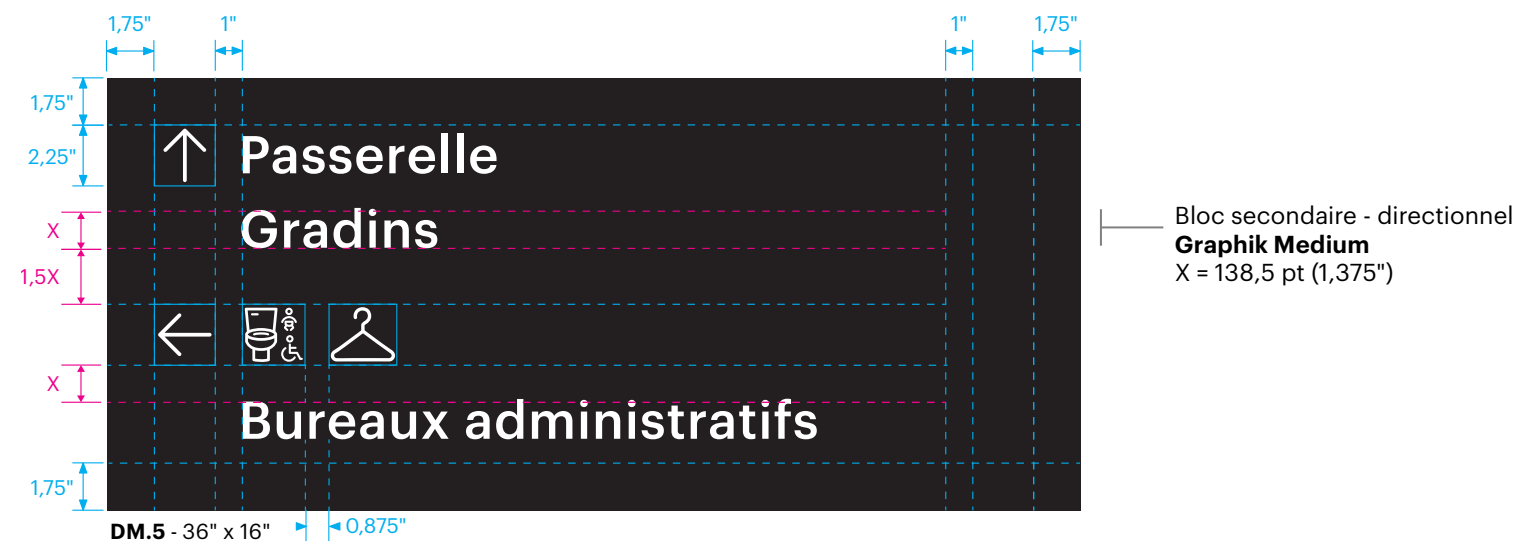 1,75" 1" 1" 1,75"
1,75"
2,25"
Passerelle
X
Gradins
1,5X
X
Bureaux administratifs
1,75"
Bloc secondaire - directionnel
Graphik Medium
X = 138,5 pt (1,375")
DM.5 - 36" x 16"
0,875"